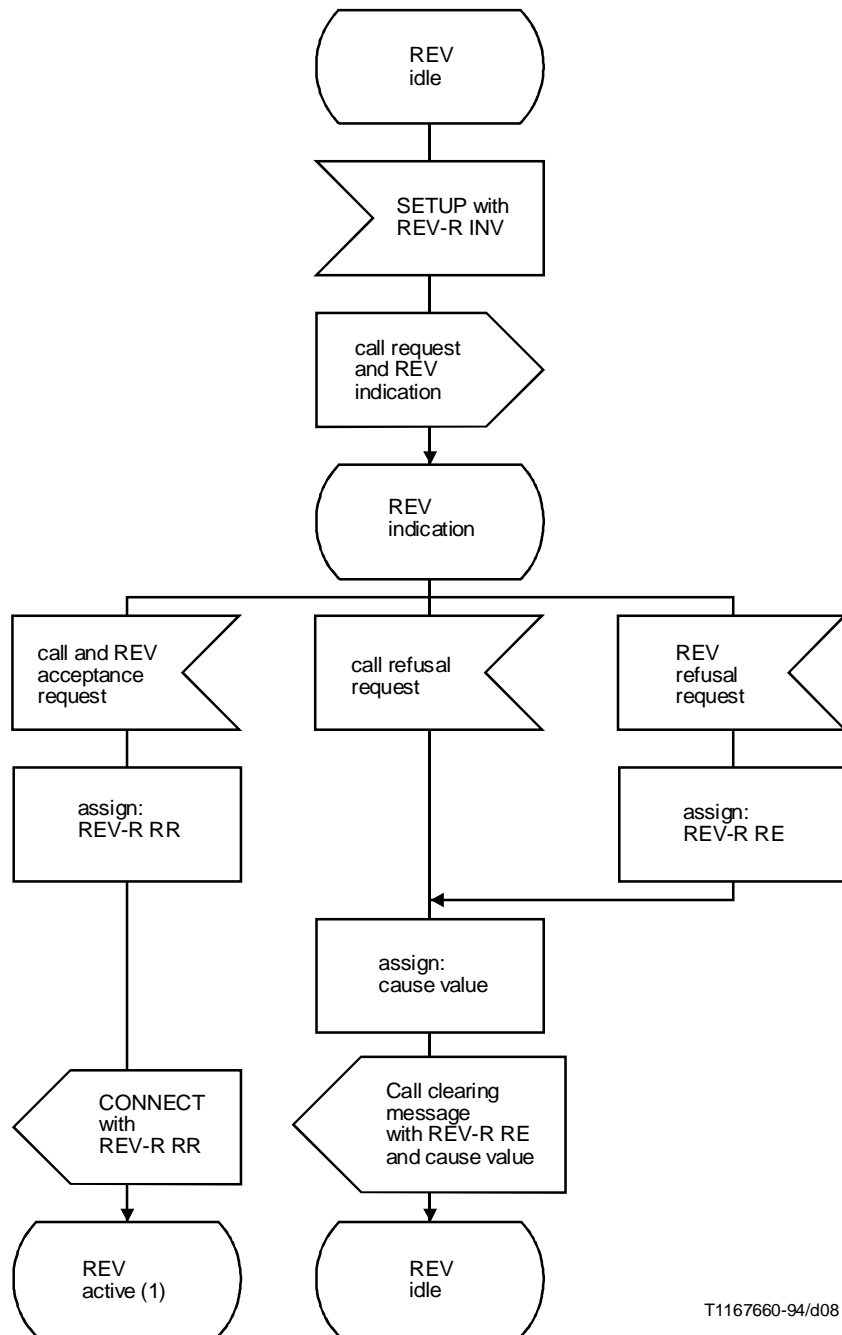 REV
idle
SETUP with
REV-R INV
call request
and REV
indication
REV
indication
call and REV
acceptance
request
call refusal
request
REV
refusal
request
assign:
REV-R RR
assign:
REV-R RE
assign:
cause value
CONNECT
with
REV-R RR
Call clearing
message
with REV-R RE
and cause value
REV
active (1)
REV
idle
T1167660-94/d08